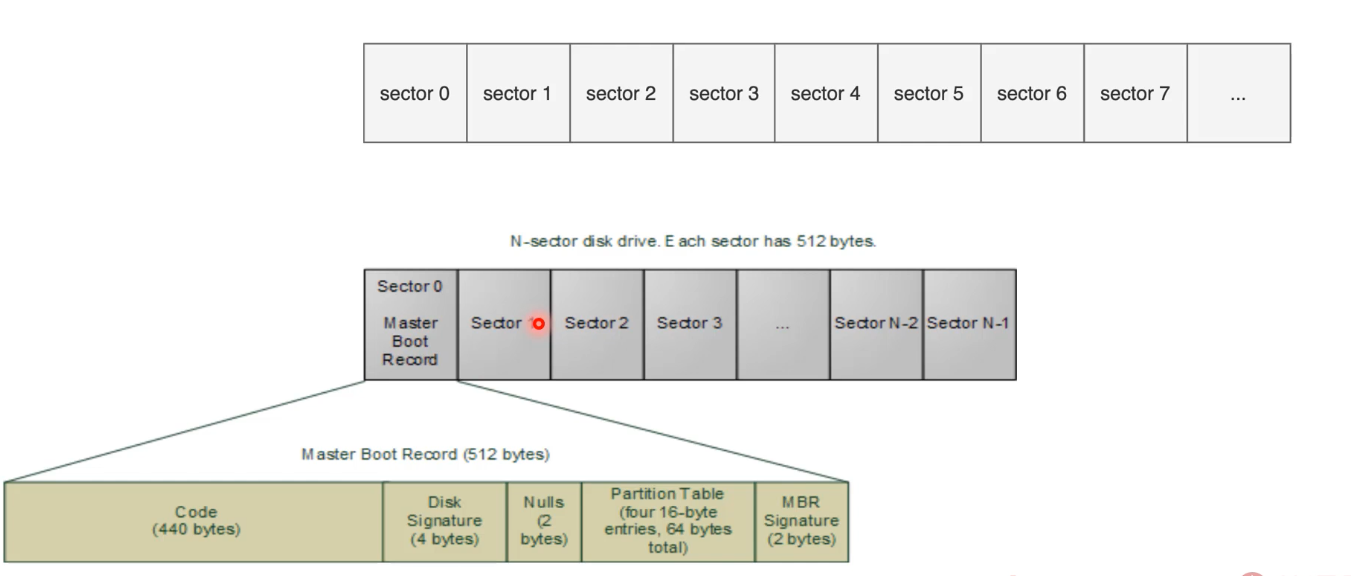 sector 0 sector 1 sector 2 sector 3 sector 4 sector 5 sector 6 sector 7 ...
N-sector disk drive. E ach sector has 512 bytes.
Sector 0
Master
Boot
Record
Sector
Sector 2
Sector 3
...
Sector N-2
Sector N-1
Master Boot Record (512 bytes)
Code
(440 bytes)
Disk
Signature
(4 bytes)
Nulls
(2
bytes)
Partition Table
(four 16-byte
entries, 64 bytes
total)
MBR
Signature
(2 bytes)